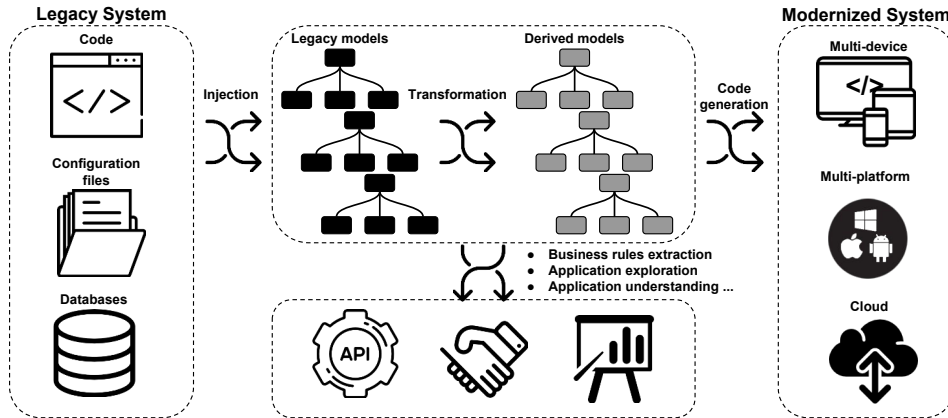 Legacy System
Code
</>
Configuration
files
Databases
Injection
Legacy models
Transformation
Derived models
Code
generation
● Business rules extraction
● Application exploration
● Application understanding ...
API
Modernized System
Multi-device
</>
Multi-platform
Cloud